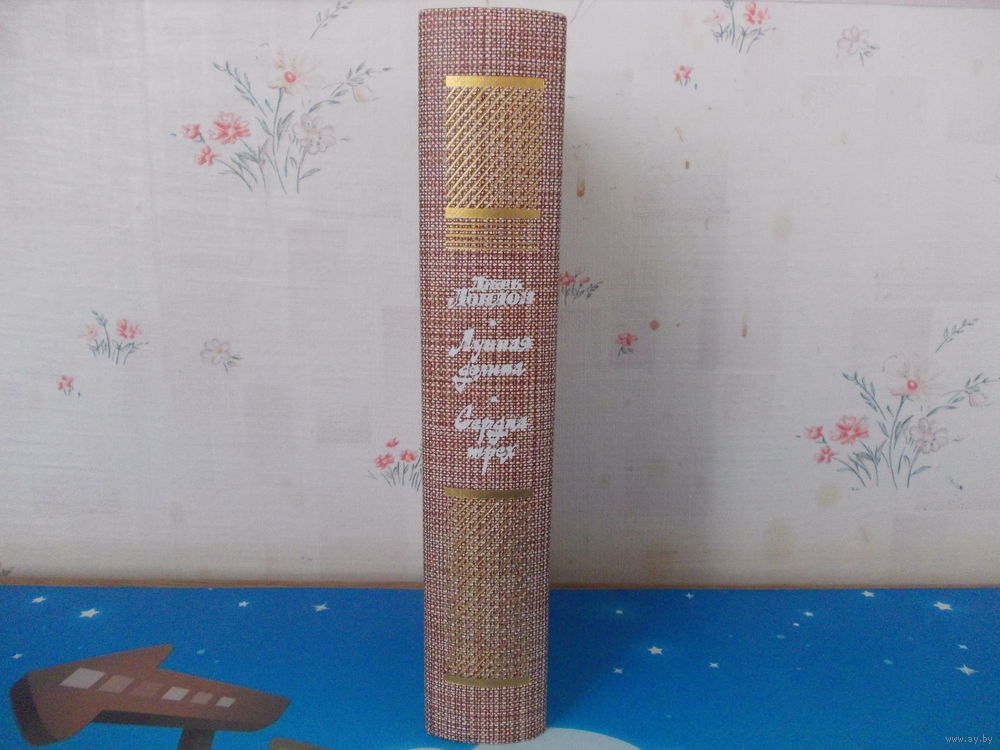 Джек
Лондон
Лунная
долина
Сердца
трех
www.ay.by